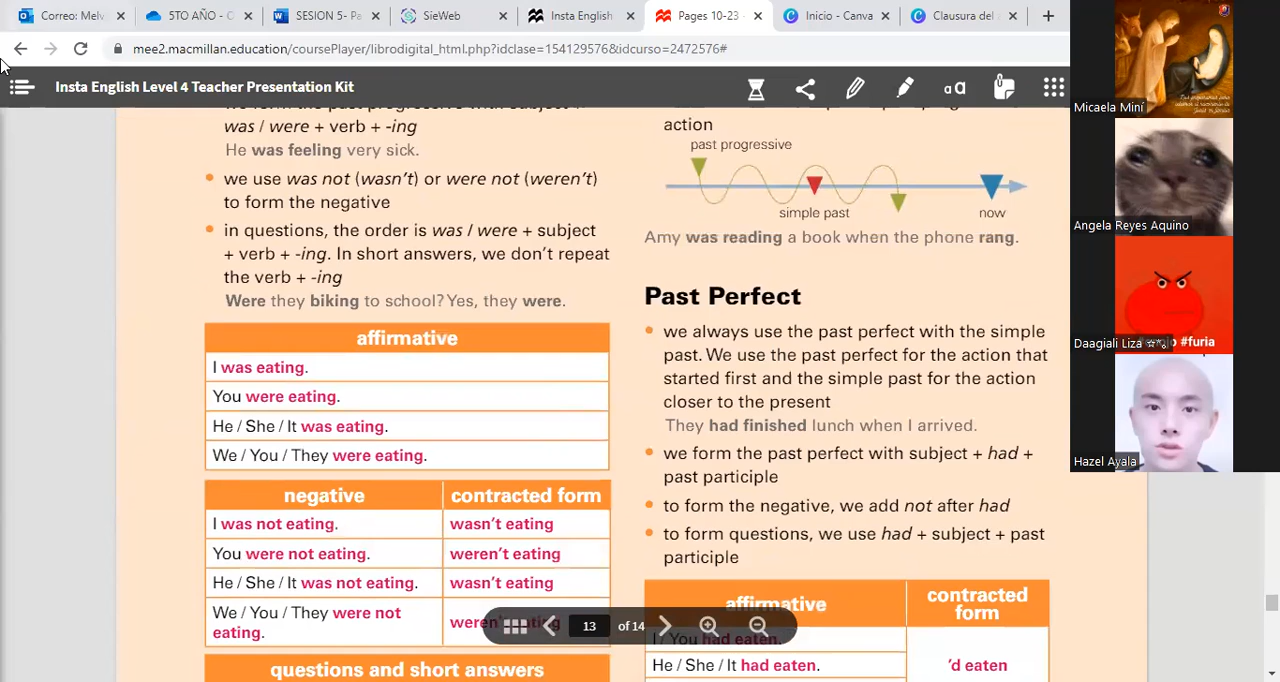 Correo: Melv
5TO AÑO - C
SESION 5- Pa
SieWeb
Insta English
Pages 10-23 -
Inicio - Canva
Clausura del
mee2.macmillan.education/coursePlayer/librodigital_html.php?idclase=154129576&idcurso=2472576#
Insta English Level 4 Teacher Presentation Kit
was / were + verb + -ing
He was feeling very sick.
• we use was not (wasn't) or were not (weren't)
to form the negative
• in questions, the order is was / were + subject
+ verb + -ing. In short answers, we don't repeat
the verb + -ing
Were they biking to school? Yes, they were.
affirmative
I was eating.
You were eating.
He / She / It was eating.
We / You / They were eating.
negative contracted form
I was not eating. wasn't eating
You were not eating. weren't eating
He / She / It was not eating. wasn't eating
We / You / They were not
eating. weren't eating
questions and short answers
action
past progressive
simple past
now
Amy was reading a book when the phone rang.
Past Perfect
• we always use the past perfect with the simple
past. We use the past perfect for the action that
started first and the simple past for the action
closer to the present
They had finished lunch when I arrived.
• we form the past perfect with subject + had +
past participle
• to form the negative, we add not after had
• to form questions, we use had + subject + past
participle
affirmative contracted
form
I / You had eaten.
He / She / It had eaten. 'd eaten
13 of 14
Micaela Miní
Angela Reyes Aquino
Daagiali Liza
#furia
Hazel Ayala